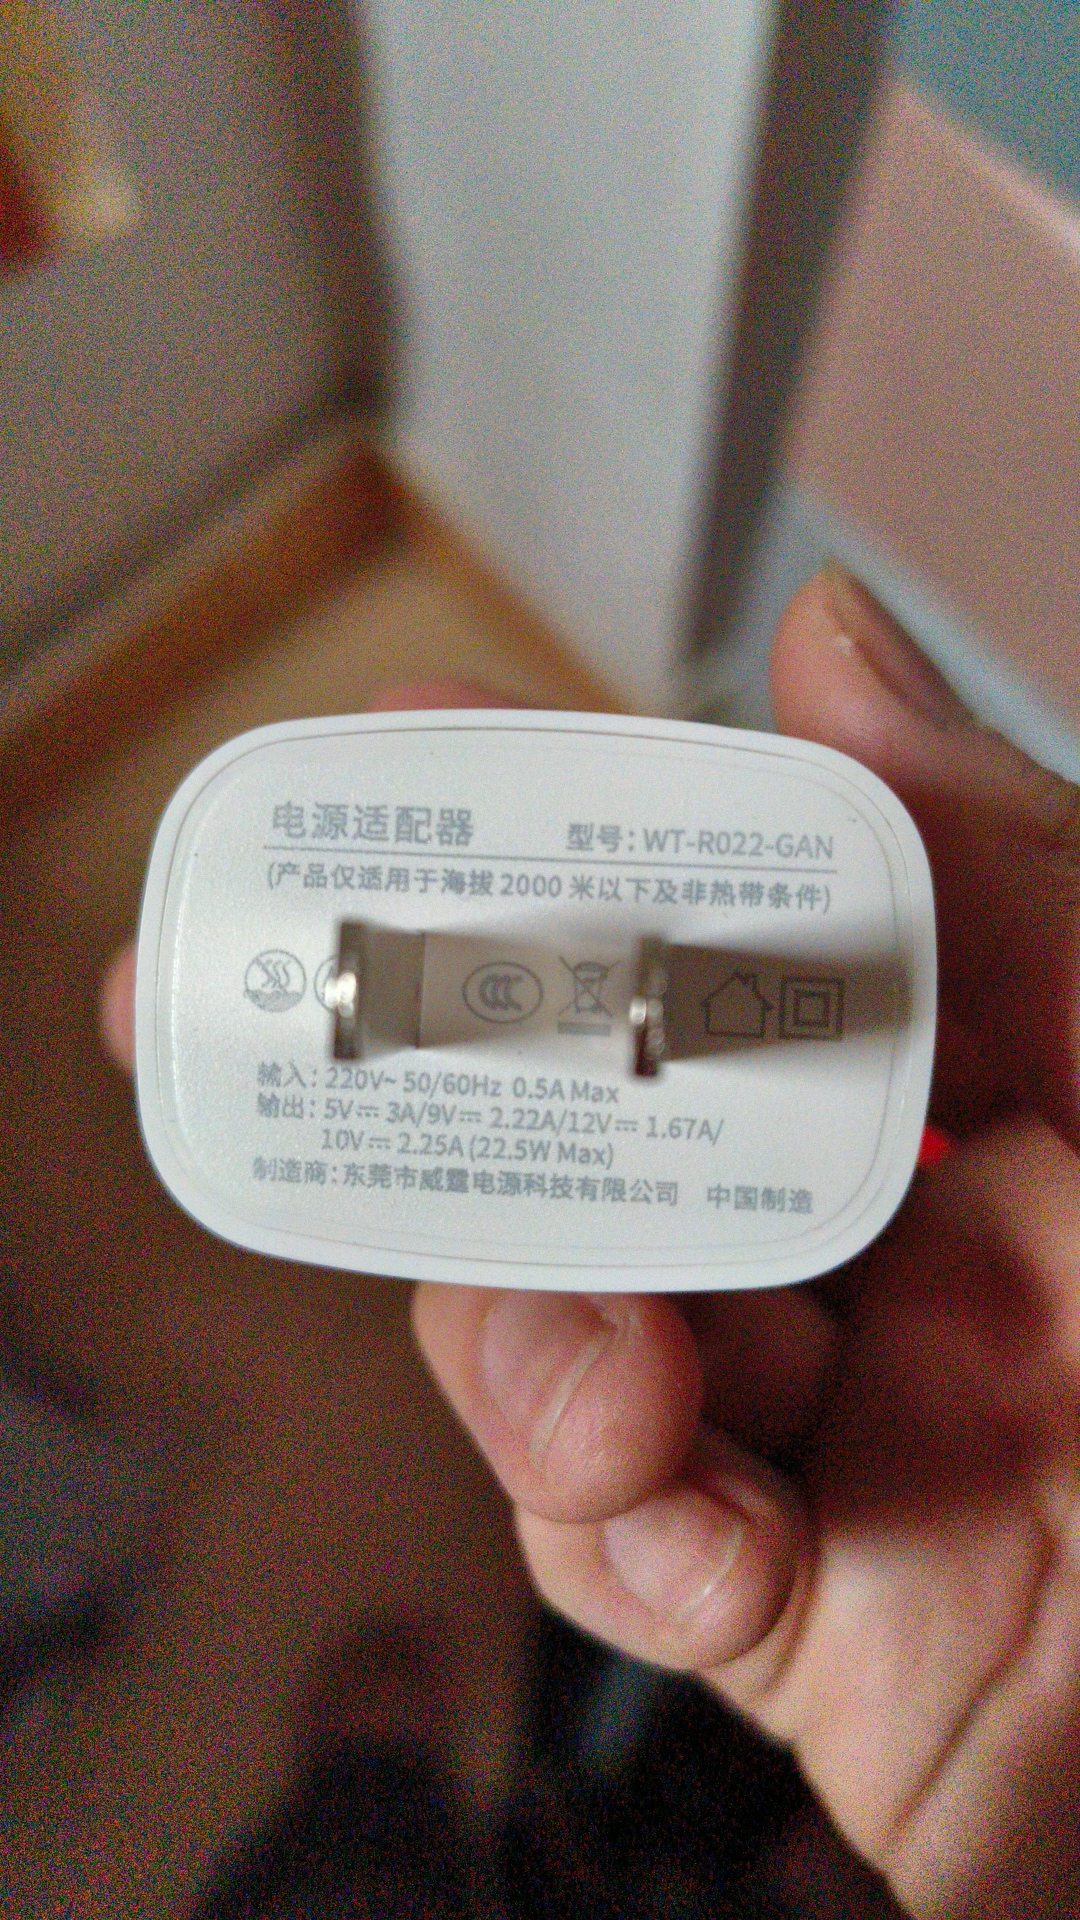 电源适配器 型号：WT-R022-GAN
（产品仅适用于海拔 2000 米以下及非热带条件）
输入：220V~ 50/60Hz 0.5A Max
输出：5V⎓ 3A/9V⎓ 2.22A/12V⎓ 1.67A/
10V⎓ 2.25A (22.5W Max)
制造商：东莞市威霆电源科技有限公司 中国制造